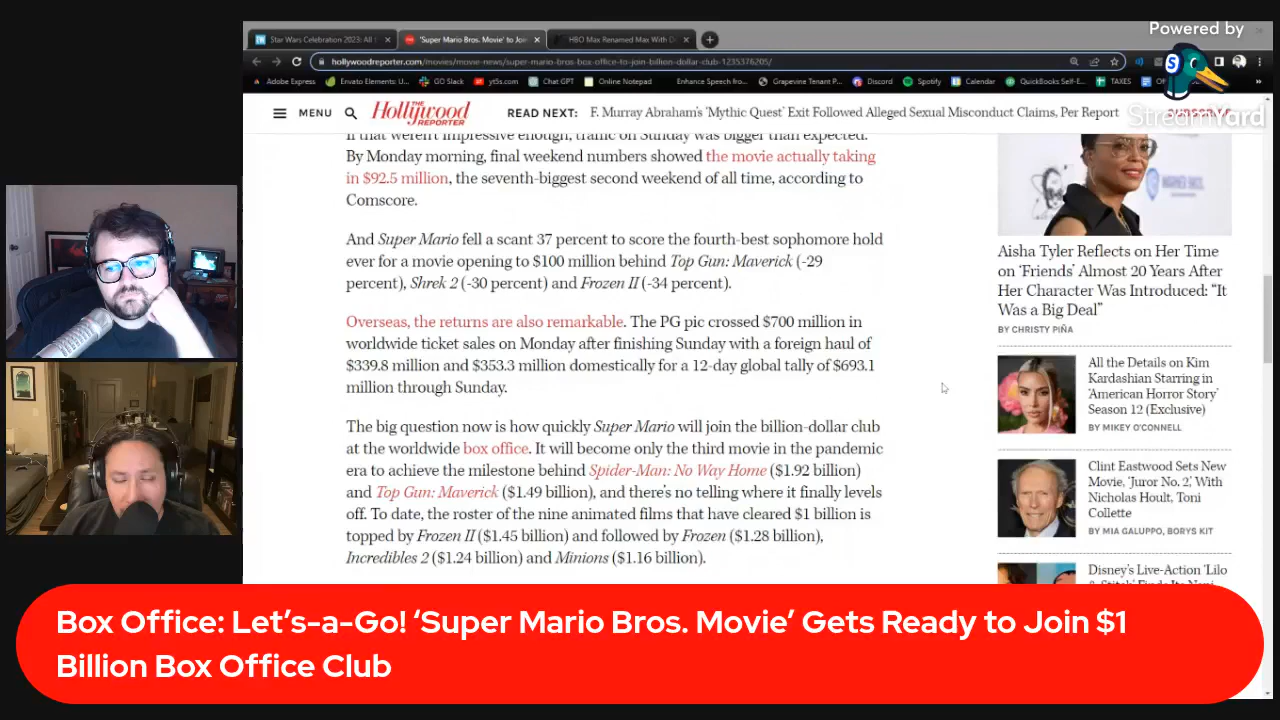 Powered by
StreamYard
Star Wars Celebration 2023: All
'Super Mario Bros. Movie' to Join
HBO Max Renamed Max With D
hollywoodreporter.com/movies/movie-news/super-mario-bros-box-office-to-join-billion-dollar-club-1235376205/
Adobe Express
Envato Elements
GO Slack
yt5s.com
Chat GPT
Online Notepad
Enhance Speech from...
Grapevine Tenant P...
Discord
Spotify
Calendar
QuickBooks Self-E...
TAXES
MENU
THE Hollywood REPORTER
READ NEXT: F. Murray Abraham's 'Mythic Quest' Exit Followed Alleged Sexual Misconduct Claims, Per Report
If that weren't impressive enough, traffic on Sunday was bigger than expected.
By Monday morning, final weekend numbers showed the movie actually taking
in $92.5 million, the seventh-biggest second weekend of all time, according to
Comscore.
And Super Mario fell a scant 37 percent to score the fourth-best sophomore hold
ever for a movie opening to $100 million behind Top Gun: Maverick (-29
percent), Shrek 2 (-30 percent) and Frozen II (-34 percent).
Overseas, the returns are also remarkable. The PG pic crossed $700 million in
worldwide ticket sales on Monday after finishing Sunday with a foreign haul of
$339.8 million and $353.3 million domestically for a 12-day global tally of $693.1
million through Sunday.
The big question now is how quickly Super Mario will join the billion-dollar club
at the worldwide box office. It will become only the third movie in the pandemic
era to achieve the milestone behind Spider-Man: No Way Home ($1.92 billion)
and Top Gun: Maverick ($1.49 billion), and there's no telling where it finally levels
off. To date, the roster of the nine animated films that have cleared $1 billion is
topped by Frozen II ($1.45 billion) and followed by Frozen ($1.28 billion),
Incredibles 2 ($1.24 billion) and Minions ($1.16 billion).
Aisha Tyler Reflects on Her Time
on 'Friends' Almost 20 Years After
Her Character Was Introduced: "It
Was a Big Deal"
BY CHRISTY PIÑA
All the Details on Kim
Kardashian Starring in
'American Horror Story'
Season 12 (Exclusive)
BY MIKEY O'CONNELL
Clint Eastwood Sets New
Movie, 'Juror No. 2,' With
Nicholas Hoult, Toni
Collette
BY MIA GALUPPO, BORYS KIT
Disney's Live-Action 'Lilo
Box Office: Let's-a-Go! 'Super Mario Bros. Movie' Gets Ready to Join $1
Billion Box Office Club